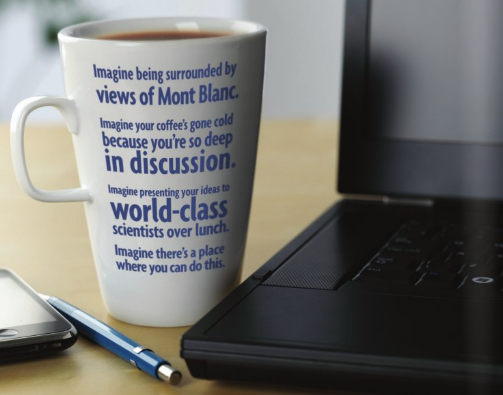 Imagine being surrounded by
views of Mont Blanc.
Imagine your coffee's gone cold
because you're so deep
in discussion.
Imagine presenting your ideas to
world-class
scientists over lunch.
Imagine there's a place
where you can do this.